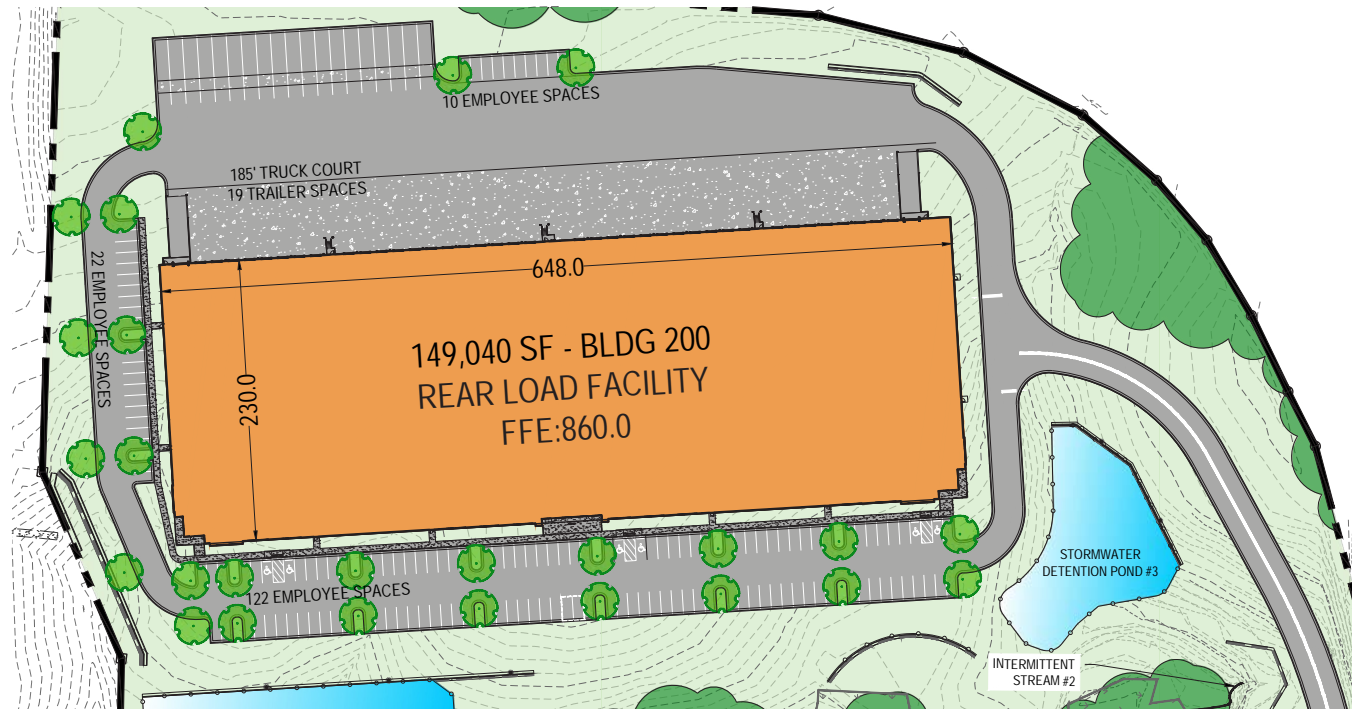 10 EMPLOYEE SPACES
185' TRUCK COURT
19 TRAILER SPACES
22 EMPLOYEE SPACES
648.0
230.0
149,040 SF - BLDG 200
REAR LOAD FACILITY
FFE:860.0
122 EMPLOYEE SPACES
STORMWATER
DETENTION POND #3
INTERMITTENT
STREAM #2